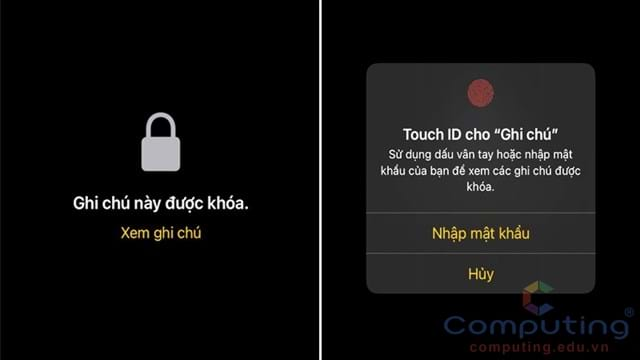 Ghi chú này được khóa.
Xem ghi chú
Touch ID cho “Ghi chú”
Sử dụng dấu vân tay hoặc nhập mật
khẩu của bạn để xem các ghi chú được
khóa.
Nhập mật khẩu
Hủy
Computing®
computing.edu.vn